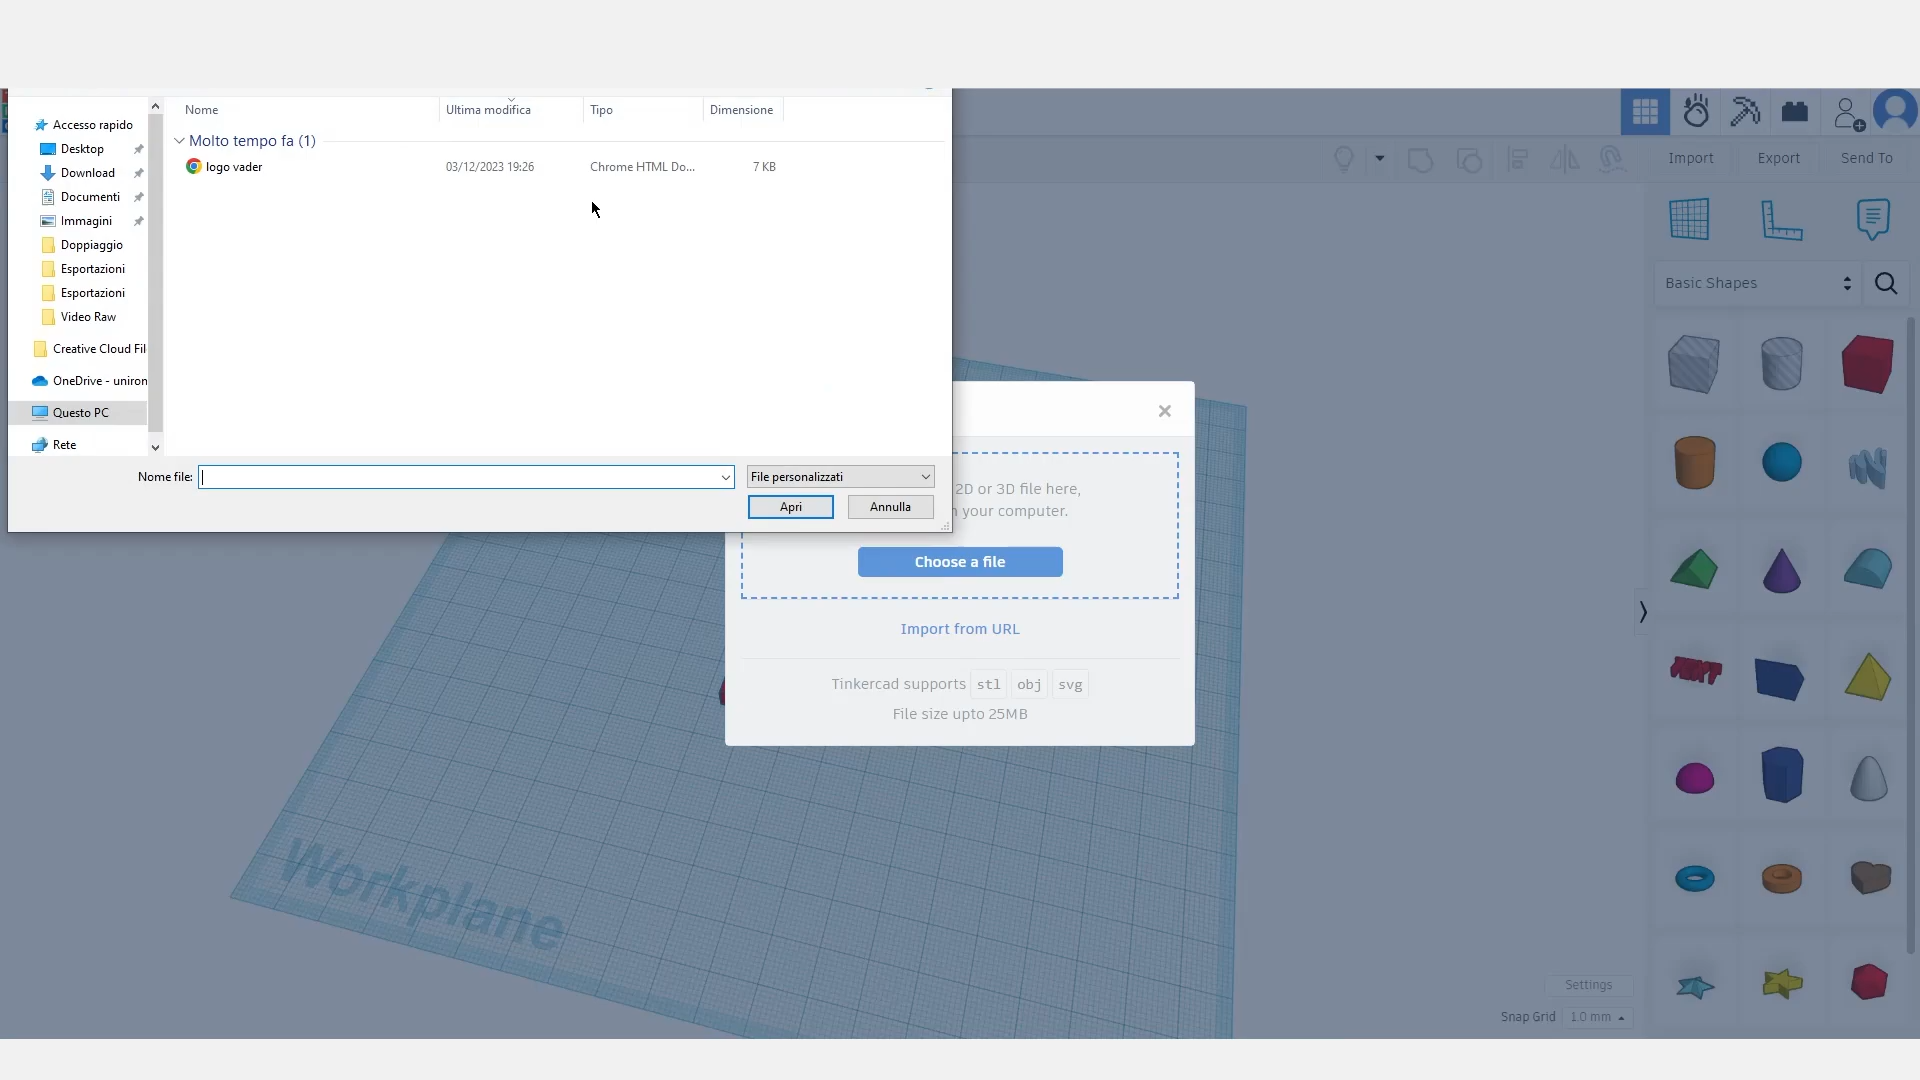 Nome Ultima modifica Tipo Dimensione
Accesso rapido
Molto tempo fa (1)
Desktop
logo vader 03/12/2023 19:26 Chrome HTML Do... 7 KB
Download
Documenti
Immagini
Doppiaggio
Esportazioni
Esportazioni
Video Raw
Creative Cloud Fil
OneDrive - uniron
Questo PC
Rete
Nome file: File personalizzati
Apri Annulla
Import Export Send To
Basic Shapes
2D or 3D file here,
your computer.
Choose a file
Import from URL
Tinkercad supports stl obj svg
File size upto 25MB
Workplane
TEXT
Settings
Snap Grid 1.0 mm